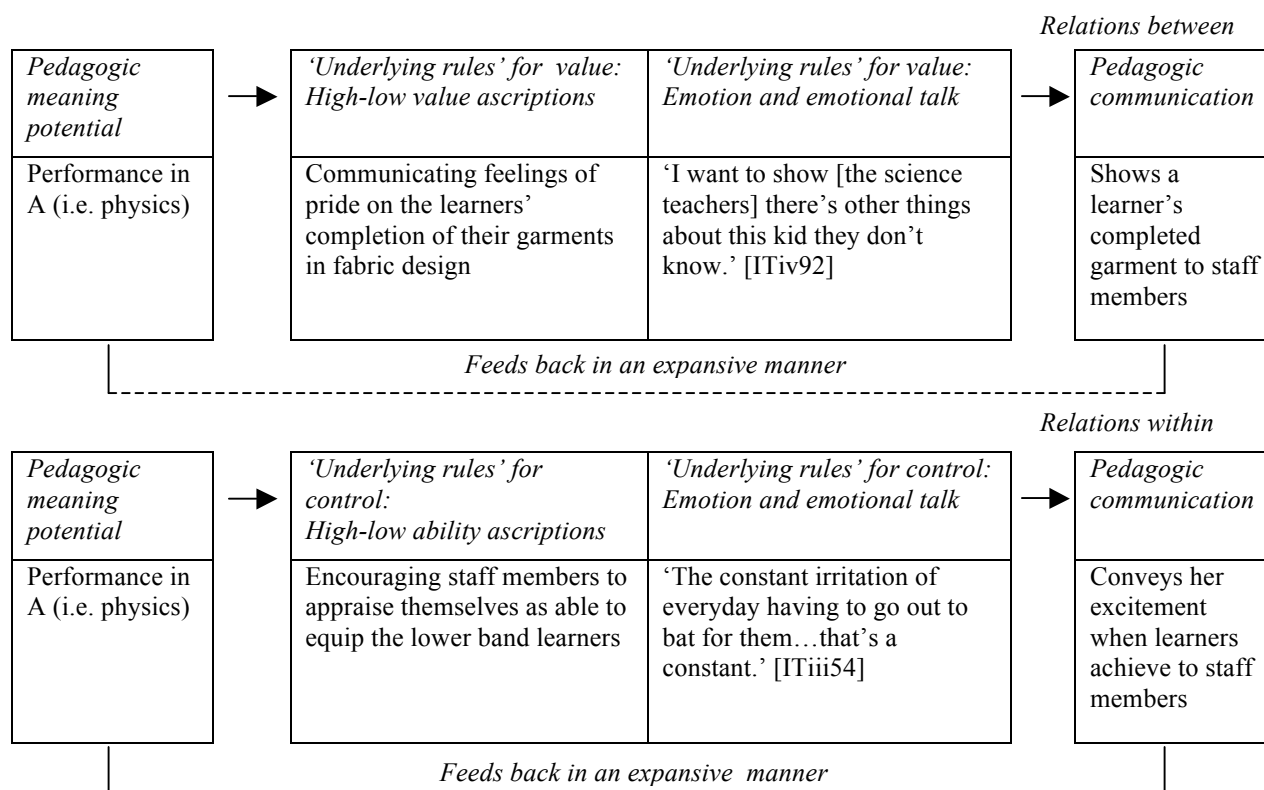 Relations between
Pedagogic
meaning
potential
‘Underlying rules’ for value:
High-low value ascriptions
‘Underlying rules’ for value:
Emotion and emotional talk
Pedagogic
communication
Performance in
A (i.e. physics)
Communicating feelings of
pride on the learners’
completion of their garments
in fabric design
‘I want to show [the science
teachers] there’s other things
about this kid they don’t
know.’ [ITiv92]
Shows a
learner’s
completed
garment to staff
members
Feeds back in an expansive manner
Relations within
Pedagogic
meaning
potential
‘Underlying rules’ for
control:
High-low ability ascriptions
‘Underlying rules’ for control:
Emotion and emotional talk
Pedagogic
communication
Performance in
A (i.e. physics)
Encouraging staff members to
appraise themselves as able to
equip the lower band learners
‘The constant irritation of
everyday having to go out to
bat for them…that’s a
constant.’ [ITiii54]
Conveys her
excitement
when learners
achieve to staff
members
Feeds back in an expansive manner